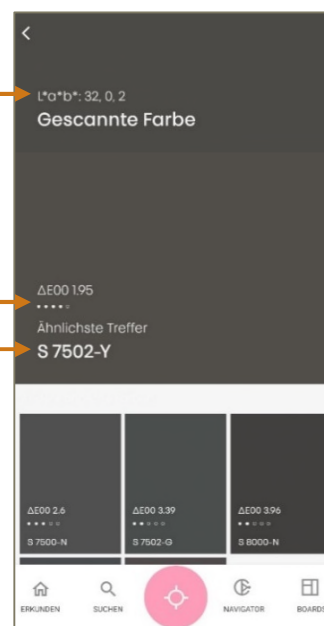 L*a*b*: 32, 0, 2
Gescannte Farbe
ΔE00 1.95
Ähnlichste Treffer
S 7502-Y
ΔE00 2.6
ΔE00 3.39
ΔE00 3.96
S 7500-N
S 7502-G
S 8000-N
ERKUNDEN
SUCHEN
NAVIGATOR
BOARDS